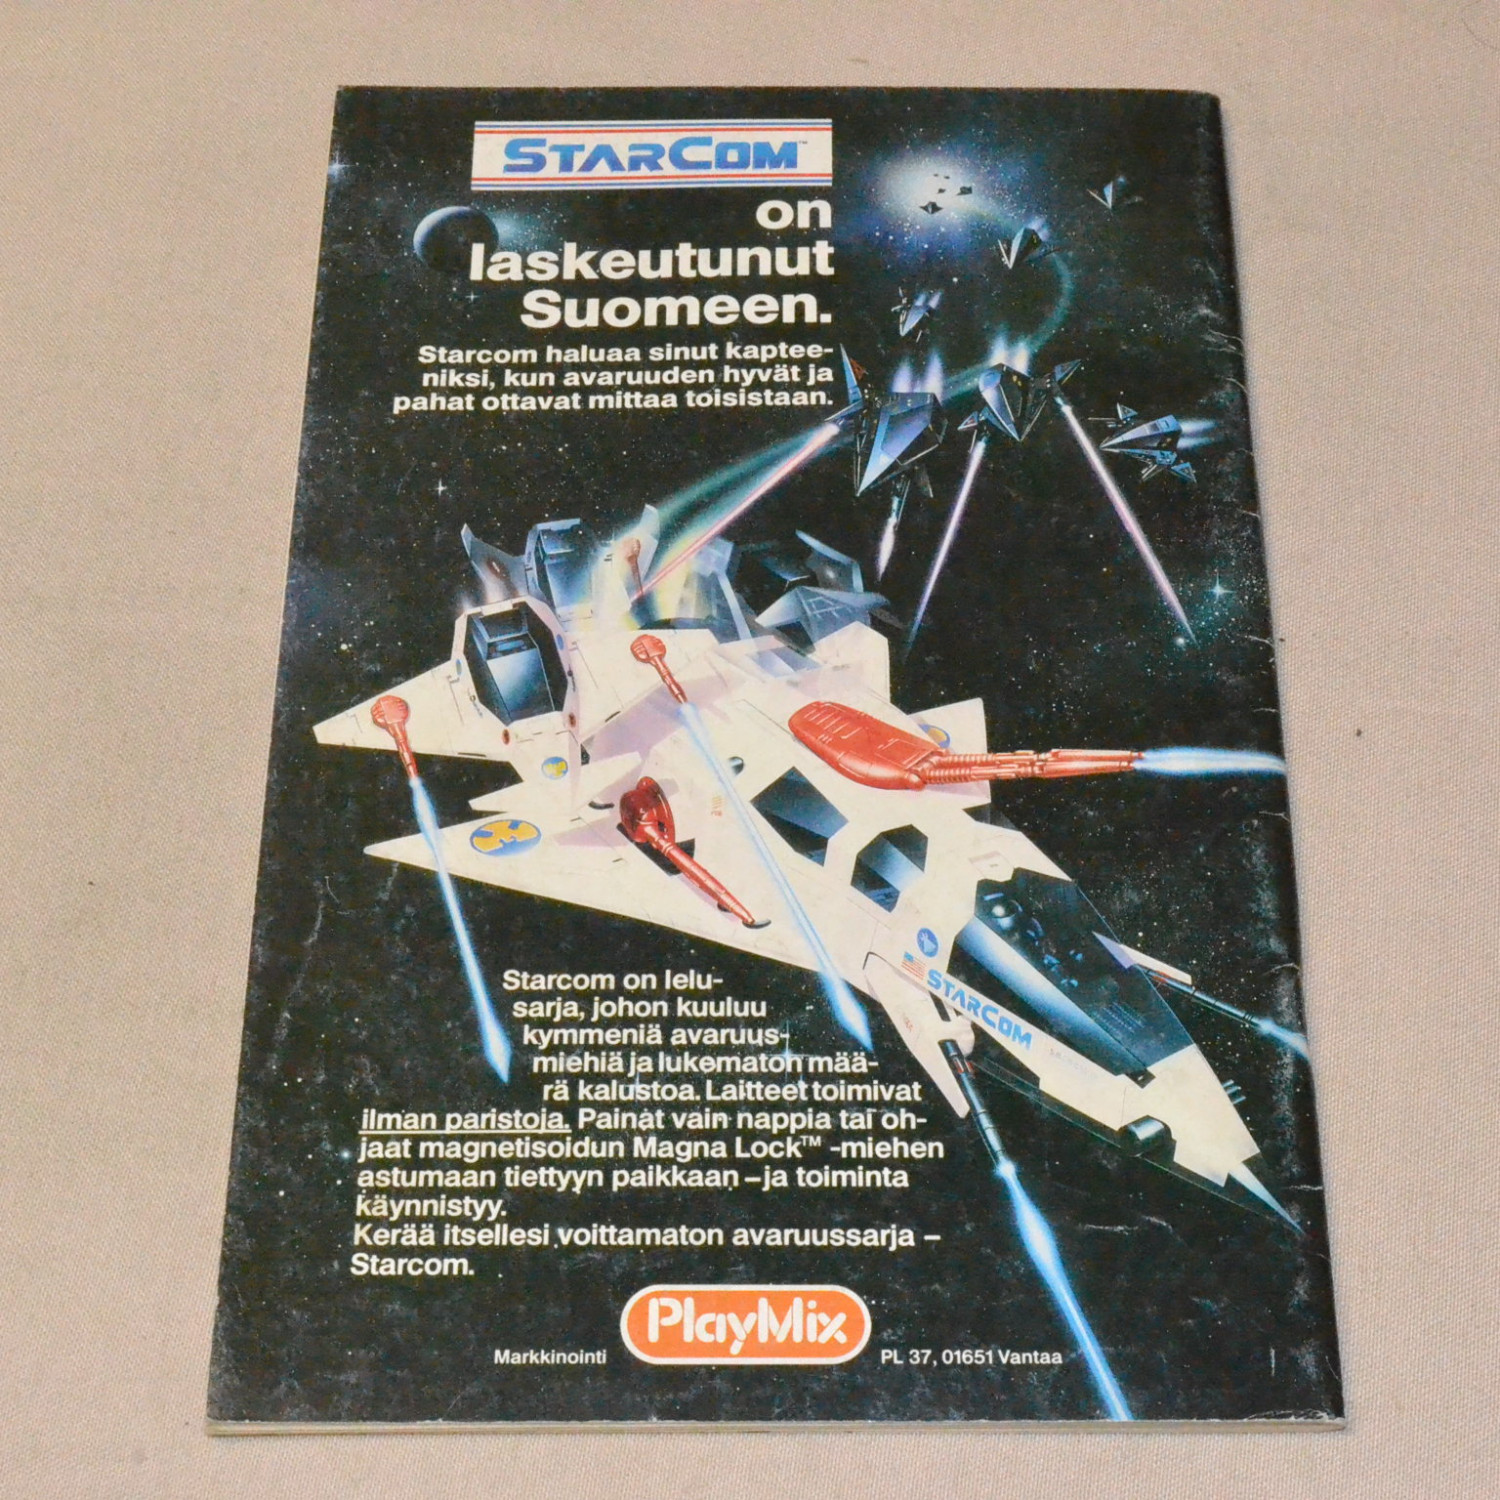 STARCOM™
on
laskeutunut
Suomeen.
Starcom haluaa sinut kaptee-
niksi, kun avaruuden hyvät ja
pahat ottavat mittaa toisistaan.
STARCOM
Starcom on lelu-
sarja, johon kuuluu
kymmeniä avaruus-
miehiä ja lukematon mää-
rä kalustoa. Laitteet toimivat
ilman paristoja. Painat vain nappia tai oh-
jaat magnetisoidun Magna Lock™ -miehen
astumaan tiettyyn paikkaan – ja toiminta
käynnistyy.
Kerää itsellesi voittamaton avaruussarja –
Starcom.
Markkinointi
PlayMix
PL 37, 01651 Vantaa